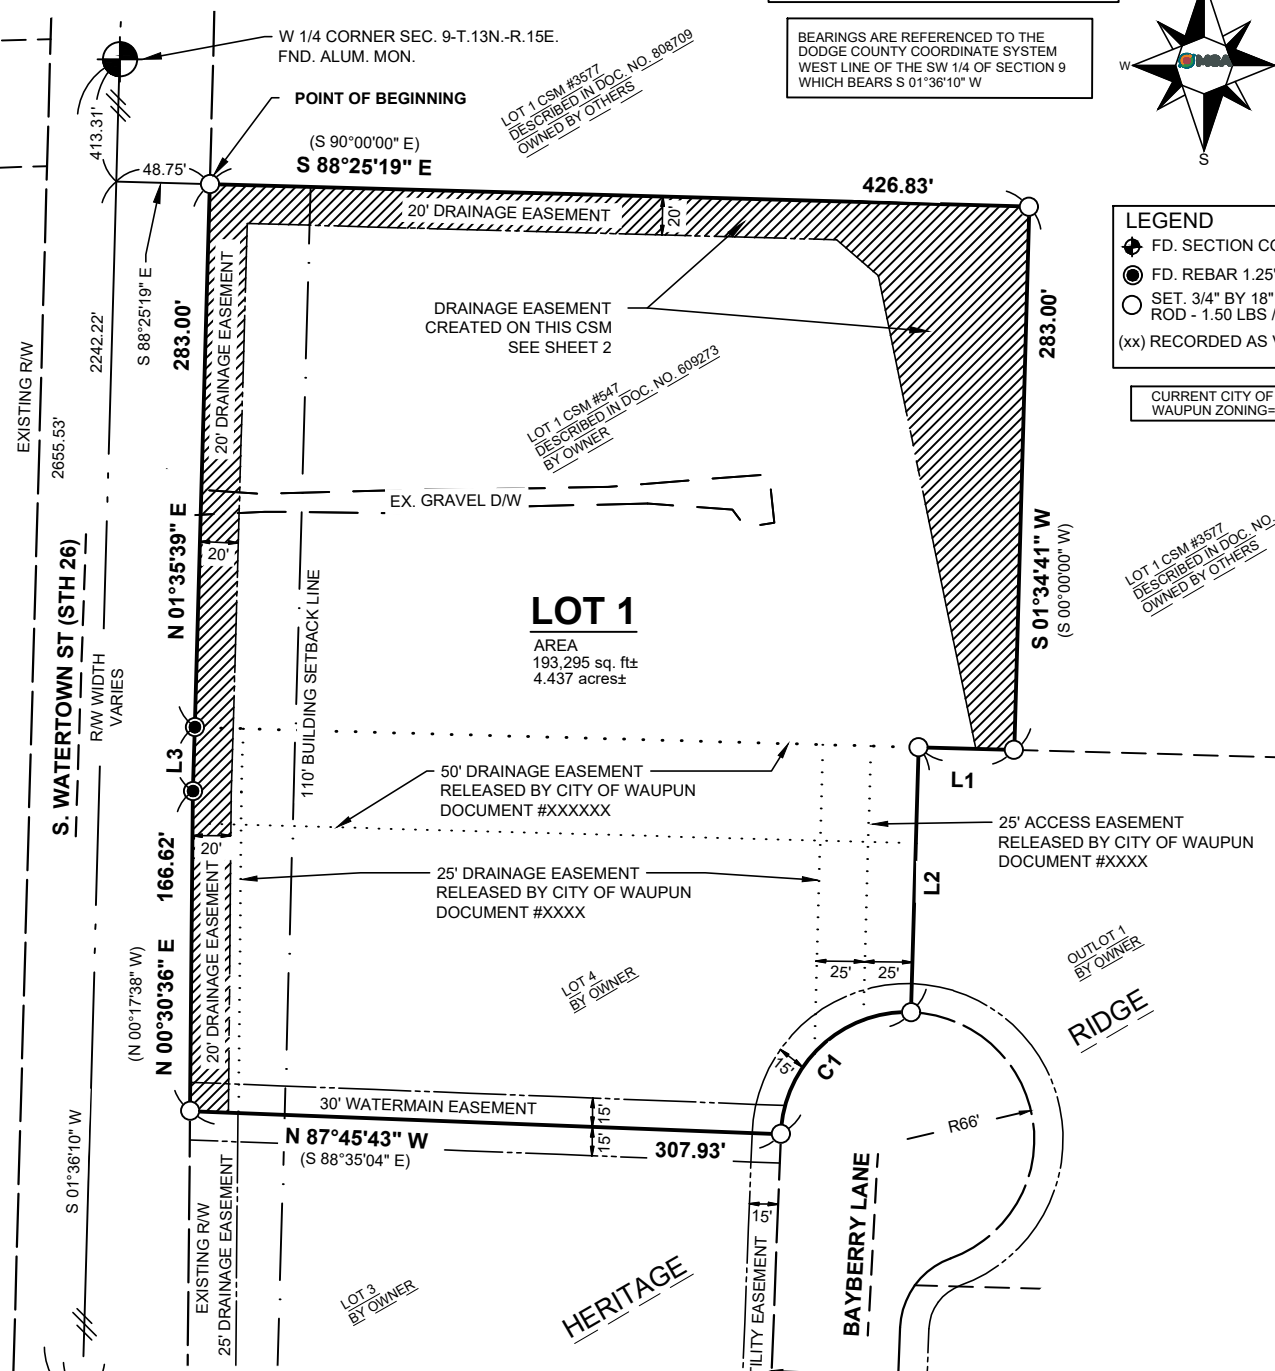 W 1/4 CORNER SEC. 9-T.13N.-R.15E.
FND. ALUM. MON.
POINT OF BEGINNING
LOT 1 CSM #3577
DESCRIBED IN DOC. NO. 808709
OWNED BY OTHERS
BEARINGS ARE REFERENCED TO THE
DODGE COUNTY COORDINATE SYSTEM
WEST LINE OF THE SW 1/4 OF SECTION 9
WHICH BEARS S 01°36'10" W
W
MSA
S
413.31'
48.75'
(S 90°00'00" E)
S 88°25'19" E
426.83'
20' DRAINAGE EASEMENT
20'
LEGEND
FD. SECTION CO
FD. REBAR 1.25"
SET. 3/4" BY 18"
ROD - 1.50 LBS /
(xx) RECORDED AS V
CURRENT CITY OF
WAUPUN ZONING=
S 88°25'19" E
2242.22'
283.00'
20' DRAINAGE EASEMENT
DRAINAGE EASEMENT
CREATED ON THIS CSM
SEE SHEET 2
283.00'
EXISTING R/W
2655.53'
LOT 1 CSM #547
DESCRIBED IN DOC. NO. 609273
BY OWNER
EX. GRAVEL D/W
N 01°35'39" E
20'
S 01°34'41" W
(S 00°00'00" W)
LOT 1 CSM #3577
DESCRIBED IN DOC. NO.
OWNED BY OTHERS
S. WATERTOWN ST (STH 26)
R/W WIDTH
VARIES
110' BUILDING SETBACK LINE
LOT 1
AREA
193,295 sq. ft±
4.437 acres±
L3
50' DRAINAGE EASEMENT
RELEASED BY CITY OF WAUPUN
DOCUMENT #XXXXXX
L1
25' ACCESS EASEMENT
RELEASED BY CITY OF WAUPUN
DOCUMENT #XXXX
166.62'
20'
25' DRAINAGE EASEMENT
RELEASED BY CITY OF WAUPUN
DOCUMENT #XXXX
L2
N 00°30'36" E
(N 00°17'38" W)
20' DRAINAGE EASEMENT
LOT 4
BY OWNER
25'
25'
OUTLOT 1
BY OWNER
RIDGE
15'
C1
30' WATERMAIN EASEMENT
15'
15'
R66'
N 87°45'43" W
(S 88°35'04" E)
307.93'
S 01°36'10" W
EXISTING R/W
25' DRAINAGE EASEMENT
15'
BAYBERRY LANE
LOT 3
BY OWNER
HERITAGE
TILITY EASEMENT